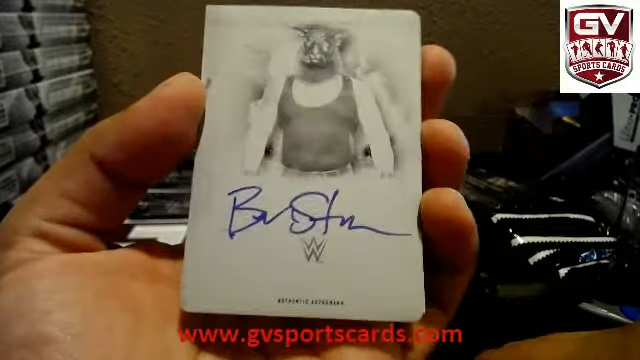 GV
SPORTS CARDS
W
AUTHENTIC AUTOGRAPH
www.gvsportscards.com